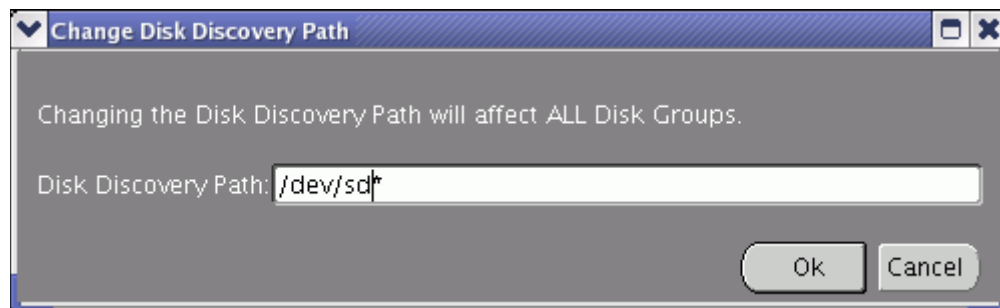 Change Disk Discovery Path
Changing the Disk Discovery Path will affect ALL Disk Groups.
Disk Discovery Path: /dev/sd*
Ok Cancel